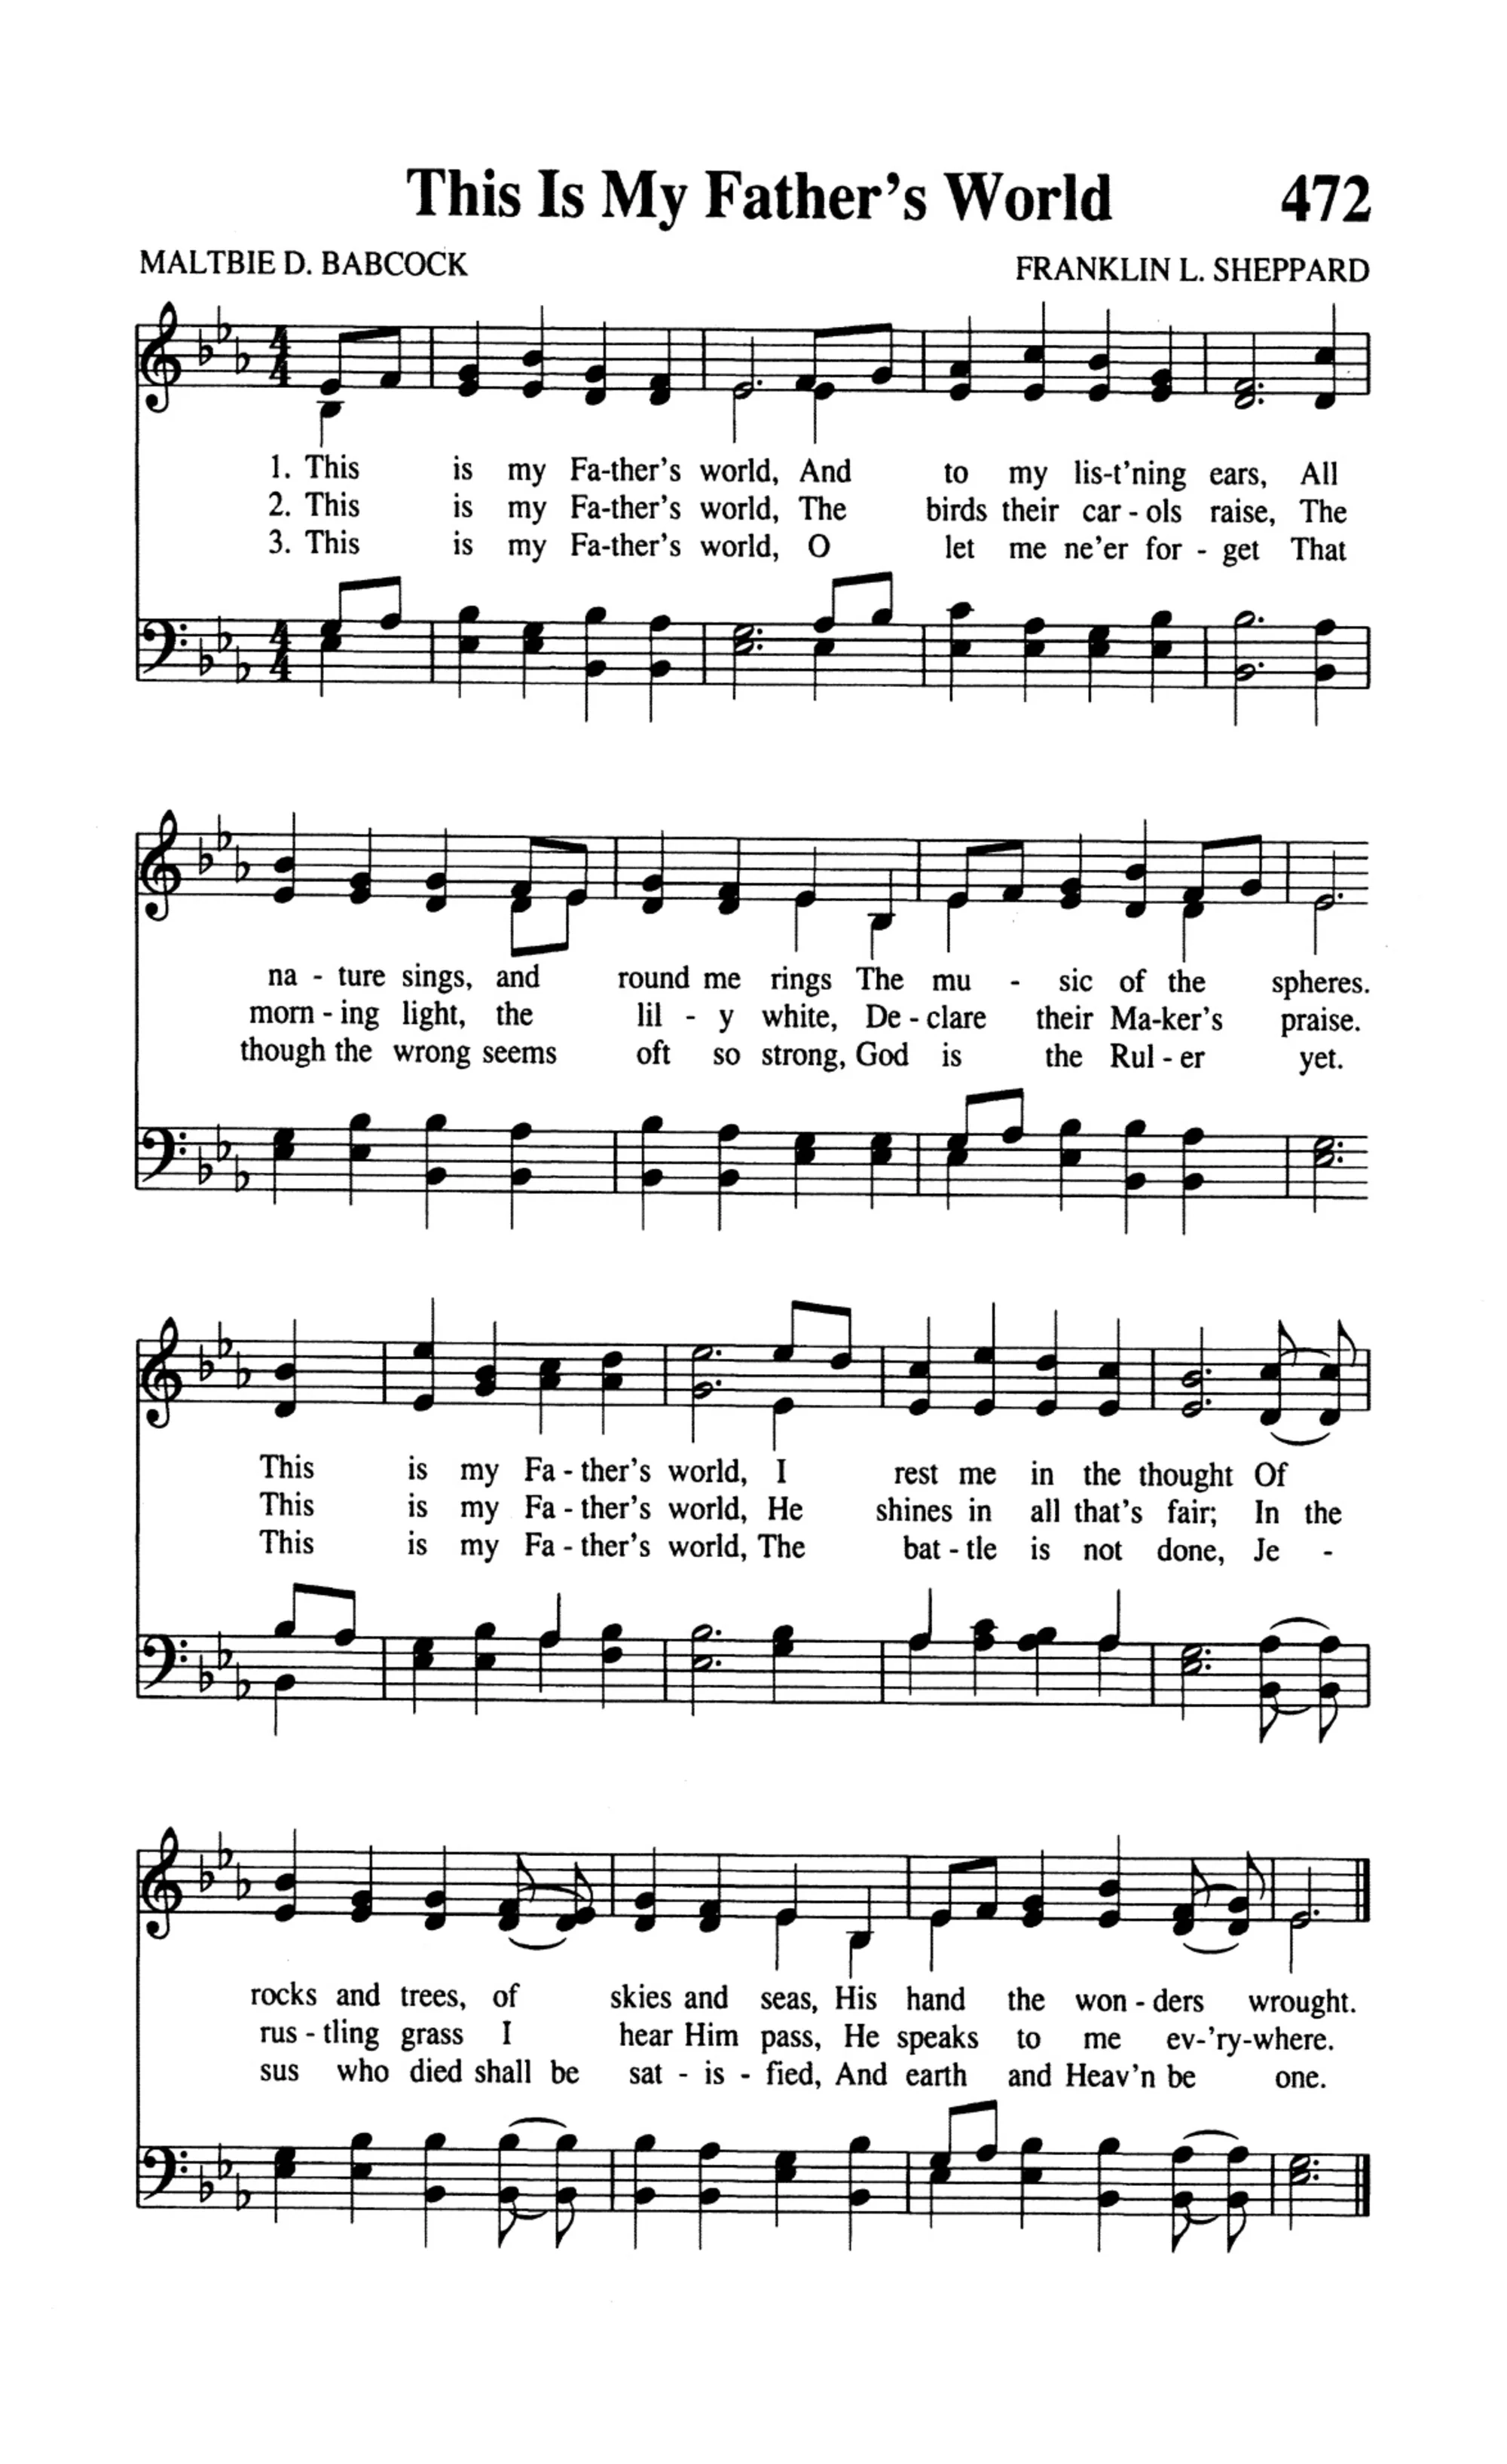 This Is My Father's World 472
MALTBIE D. BABCOCK FRANKLIN L. SHEPPARD
4 4
1. This is my Fa-ther's world, And to my lis-t'ning ears, All
2. This is my Fa-ther's world, The birds their car - ols raise, The
3. This is my Fa-ther's world, O let me ne'er for - get That
4 4
na - ture sings, and round me rings The mu - sic of the spheres.
morn - ing light, the lil - y white, De - clare their Ma-ker's praise.
though the wrong seems oft so strong, God is the Rul - er yet.
This is my Fa - ther's world, I rest me in the thought Of
This is my Fa - ther's world, He shines in all that's fair; In the
This is my Fa - ther's world, The bat - tle is not done, Je -
rocks and trees, of skies and seas, His hand the won - ders wrought.
rus - tling grass I hear Him pass, He speaks to me ev-'ry-where.
sus who died shall be sat - is - fied, And earth and Heav'n be one.